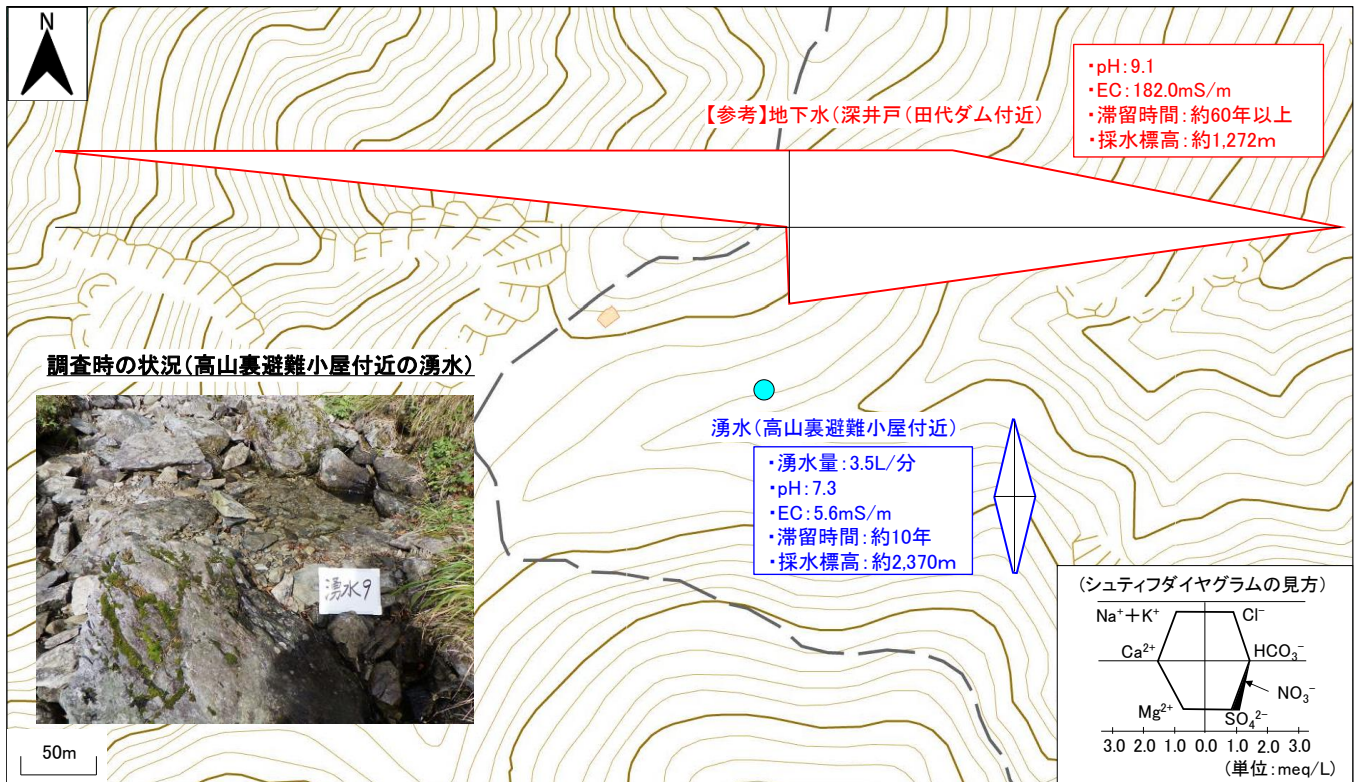 N
【参考】地下水(深井戸(田代ダム付近)
・pH:9.1
・EC:182.0mS/m
・滞留時間:約60年以上
・採水標高:約1,272m
調査時の状況(高山裏避難小屋付近の湧水)
湧水9
湧水(高山裏避難小屋付近)
・湧水量:3.5L/分
・pH:7.3
・EC:5.6mS/m
・滞留時間:約10年
・採水標高:約2,370m
50m
(シュティフダイヤグラムの見方)
Na⁺+K⁺ Cl⁻
Ca²⁺ HCO₃⁻
NO₃⁻
Mg²⁺ SO₄²⁻
3.0 2.0 1.0 0.0 1.0 2.0 3.0
(単位:meq/L)